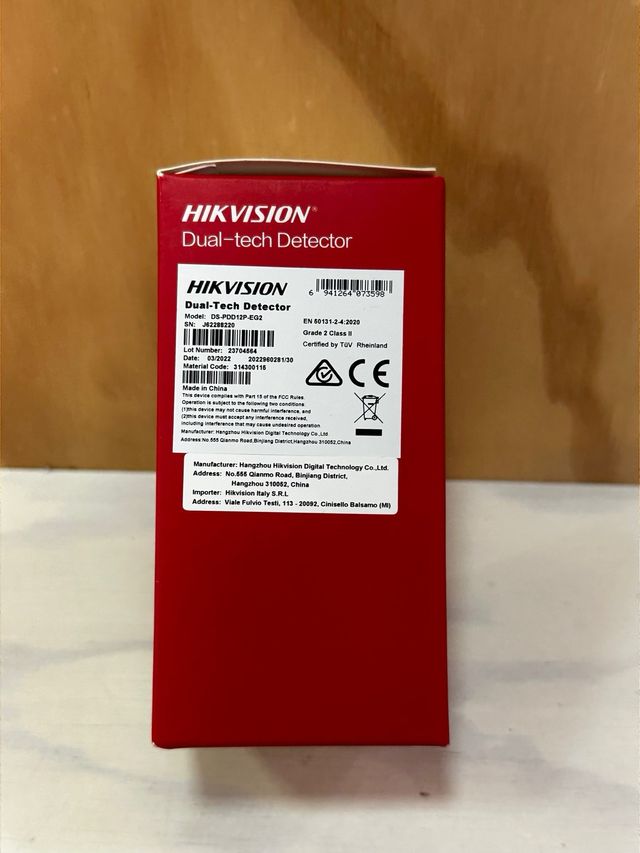 HIKVISION®
Dual-tech Detector
HIKVISION
Dual-Tech Detector
Model: DS-PDD12P-EG2
SN: J62288220
Lot Number: 23704564
Date: 03/2022 2022960281/30
Material Code: 314300115
Made in China
6 941264 073598
EN 50131-2-4:2020
Grade 2 Class II
Certified by TüV Rheinland
CE
This device complies with Part 15 of the FCC Rules.
Operation is subject to the following two conditions:
(1)this device may not cause harmful interference, and
(2)this device must accept any interference received,
including interference that may cause undesired operation.
Manufacturer: Hangzhou Hikvision Digital Technology Co.,Ltd
Address:No.555 Qianmo Road,Binjiang District,Hangzhou 310052,China
Manufacturer: Hangzhou Hikvision Digital Technology Co.,Ltd.
Address: No.555 Qianmo Road, Binjiang District,
Hangzhou 310052, China
Importer: Hikvision Italy S.R.L
Address: Viale Fulvio Testi, 113 - 20092, Cinisello Balsamo (MI)